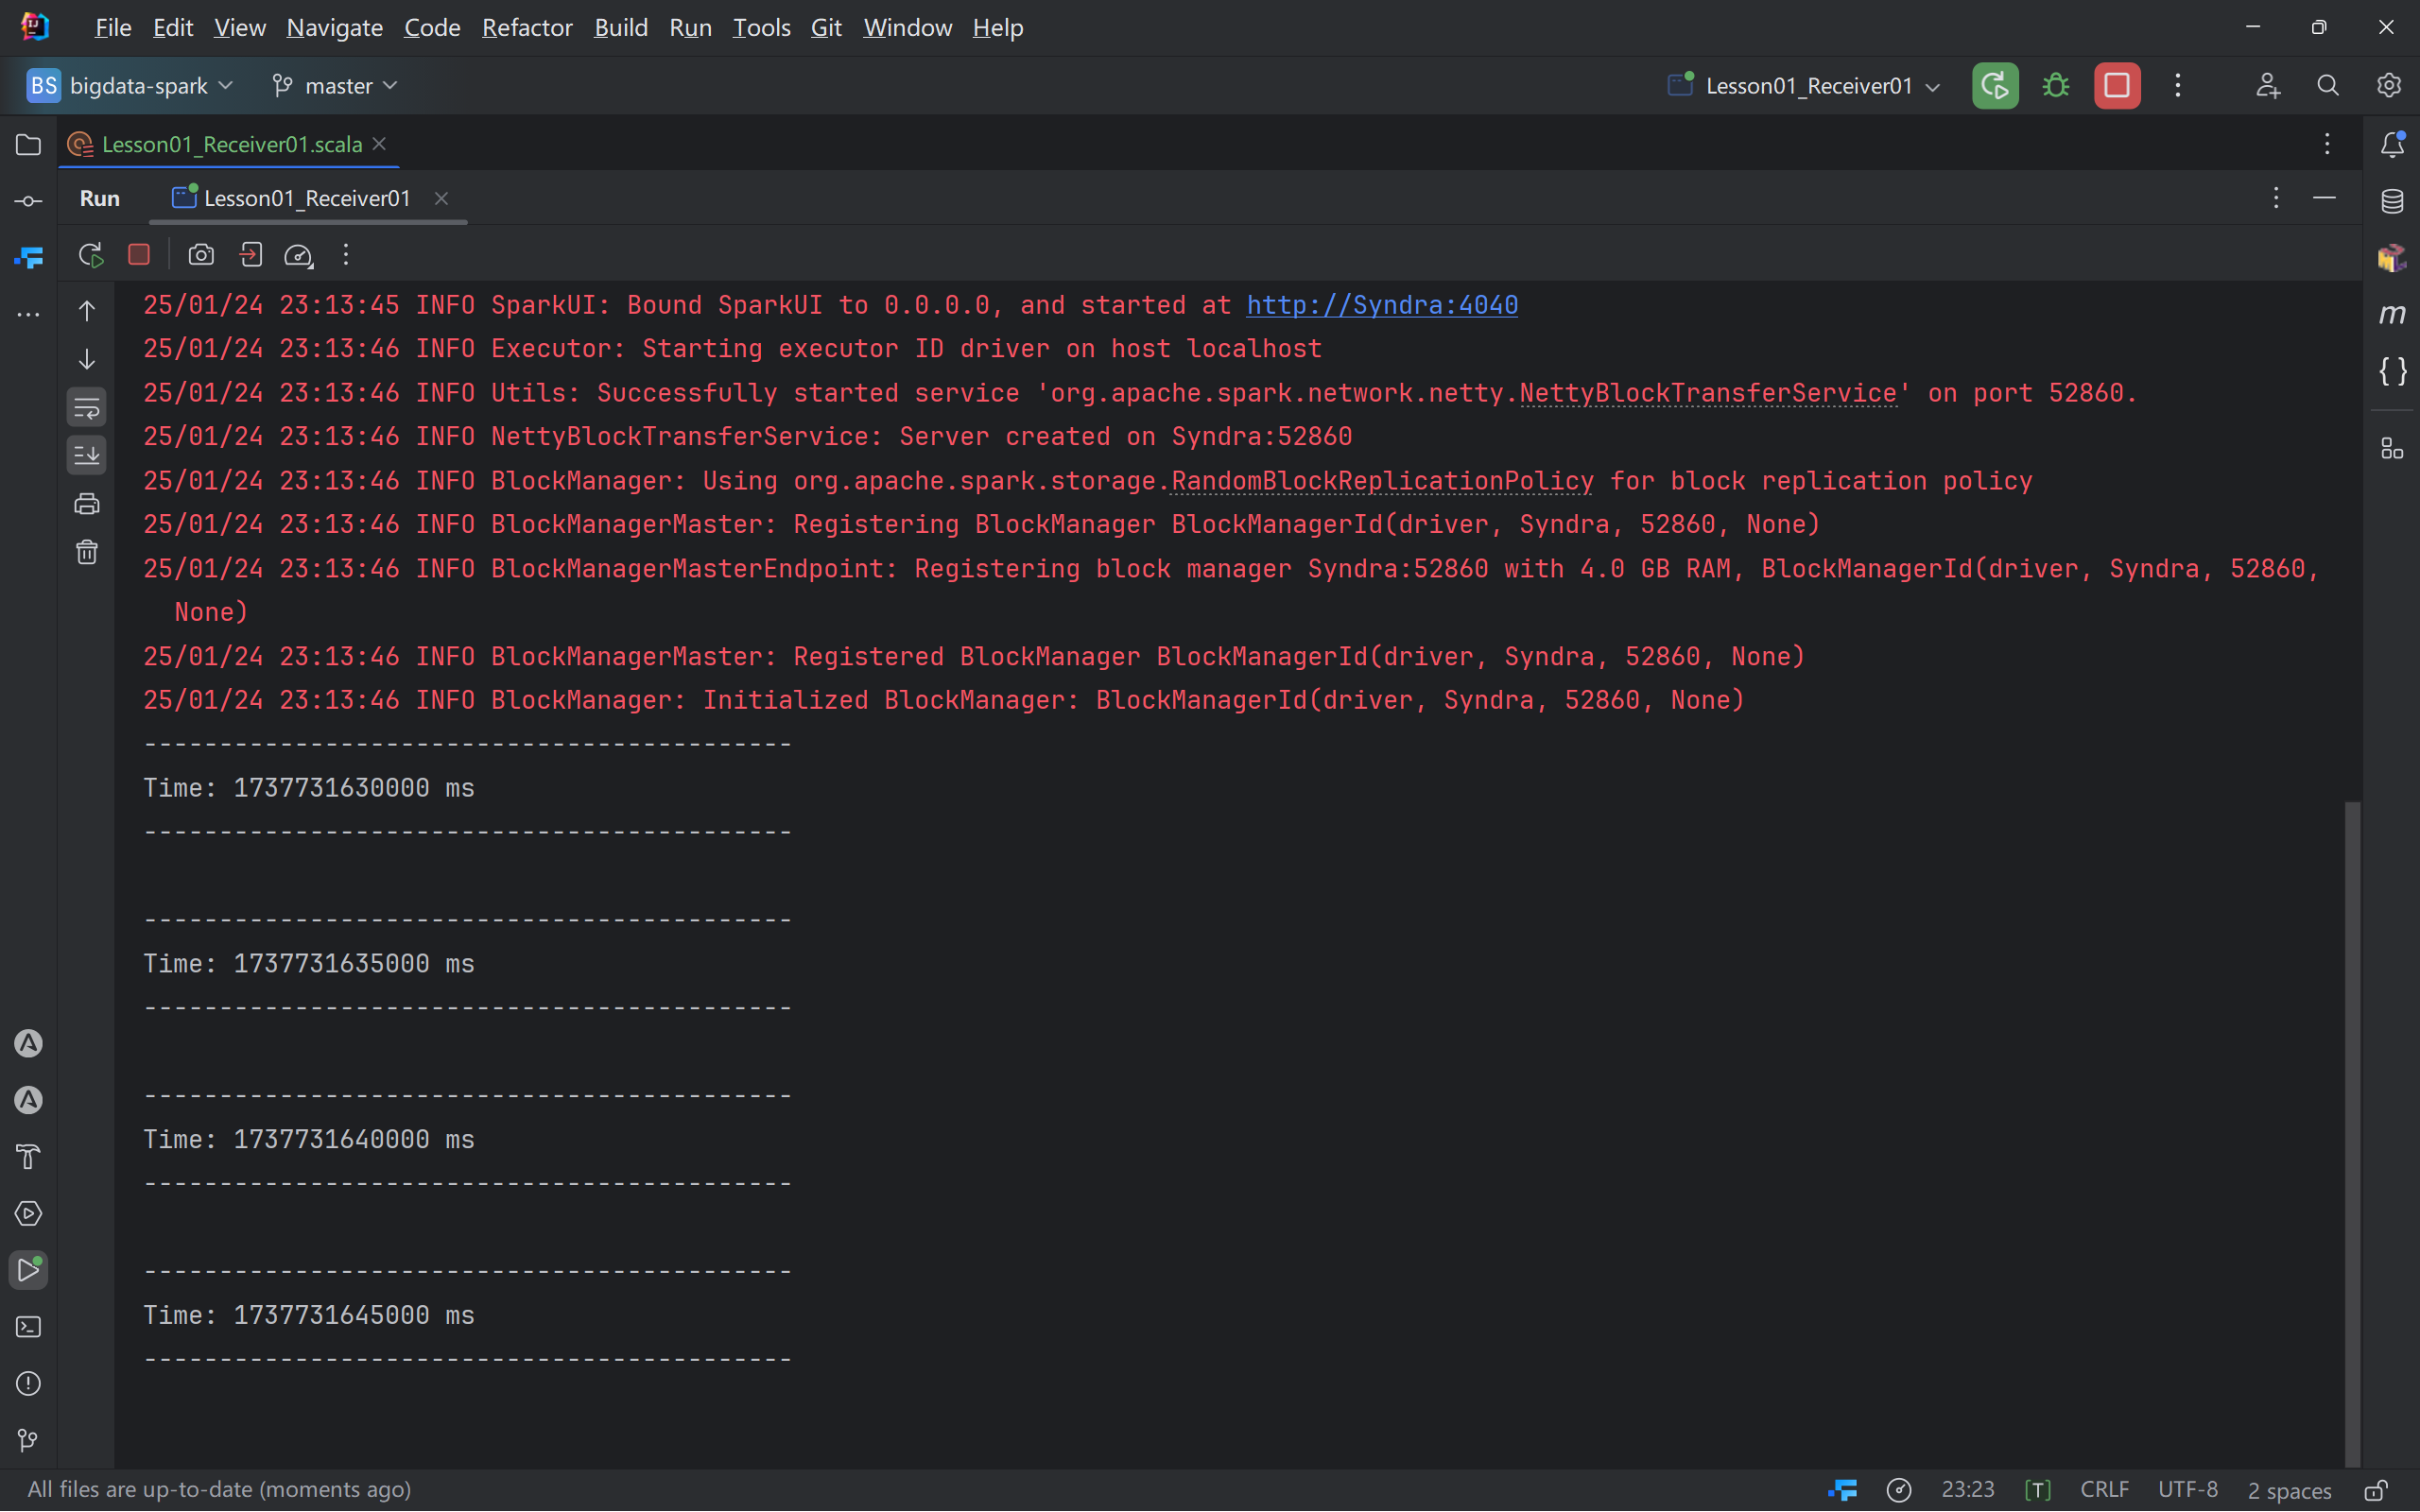 File Edit View Navigate Code Refactor Build Run Tools Git Window Help
BS bigdata-spark master Lesson01_Receiver01
Lesson01_Receiver01.scala
Run Lesson01_Receiver01
25/01/24 23:13:45 INFO SparkUI: Bound SparkUI to 0.0.0.0, and started at http://Syndra:4040
25/01/24 23:13:46 INFO Executor: Starting executor ID driver on host localhost
25/01/24 23:13:46 INFO Utils: Successfully started service 'org.apache.spark.network.netty.NettyBlockTransferService' on port 52860.
25/01/24 23:13:46 INFO NettyBlockTransferService: Server created on Syndra:52860
25/01/24 23:13:46 INFO BlockManager: Using org.apache.spark.storage.RandomBlockReplicationPolicy for block replication policy
25/01/24 23:13:46 INFO BlockManagerMaster: Registering BlockManager BlockManagerId(driver, Syndra, 52860, None)
25/01/24 23:13:46 INFO BlockManagerMasterEndpoint: Registering block manager Syndra:52860 with 4.0 GB RAM, BlockManagerId(driver, Syndra, 52860,
None)
25/01/24 23:13:46 INFO BlockManagerMaster: Registered BlockManager BlockManagerId(driver, Syndra, 52860, None)
25/01/24 23:13:46 INFO BlockManager: Initialized BlockManager: BlockManagerId(driver, Syndra, 52860, None)
-------------------------------------------
Time: 1737731630000 ms
-------------------------------------------
-------------------------------------------
Time: 1737731635000 ms
-------------------------------------------
-------------------------------------------
Time: 1737731640000 ms
-------------------------------------------
-------------------------------------------
Time: 1737731645000 ms
-------------------------------------------
All files are up-to-date (moments ago) 23:23 [T] CRLF UTF-8 2 spaces